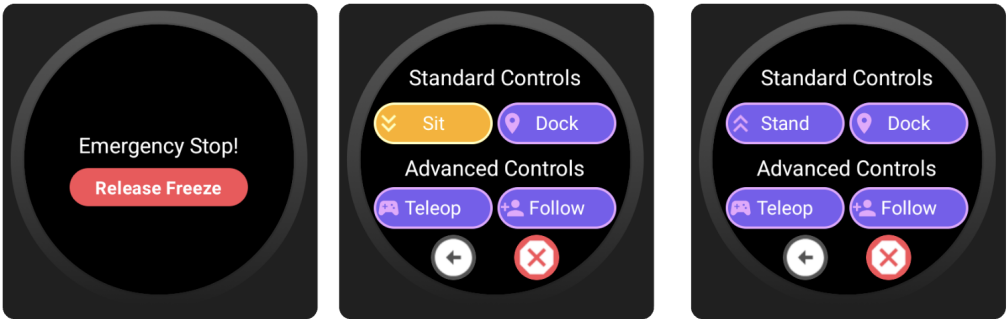 Emergency Stop!
Release Freeze
Standard Controls
Sit
Dock
Advanced Controls
Teleop
Follow
Standard Controls
Stand
Dock
Advanced Controls
Teleop
Follow